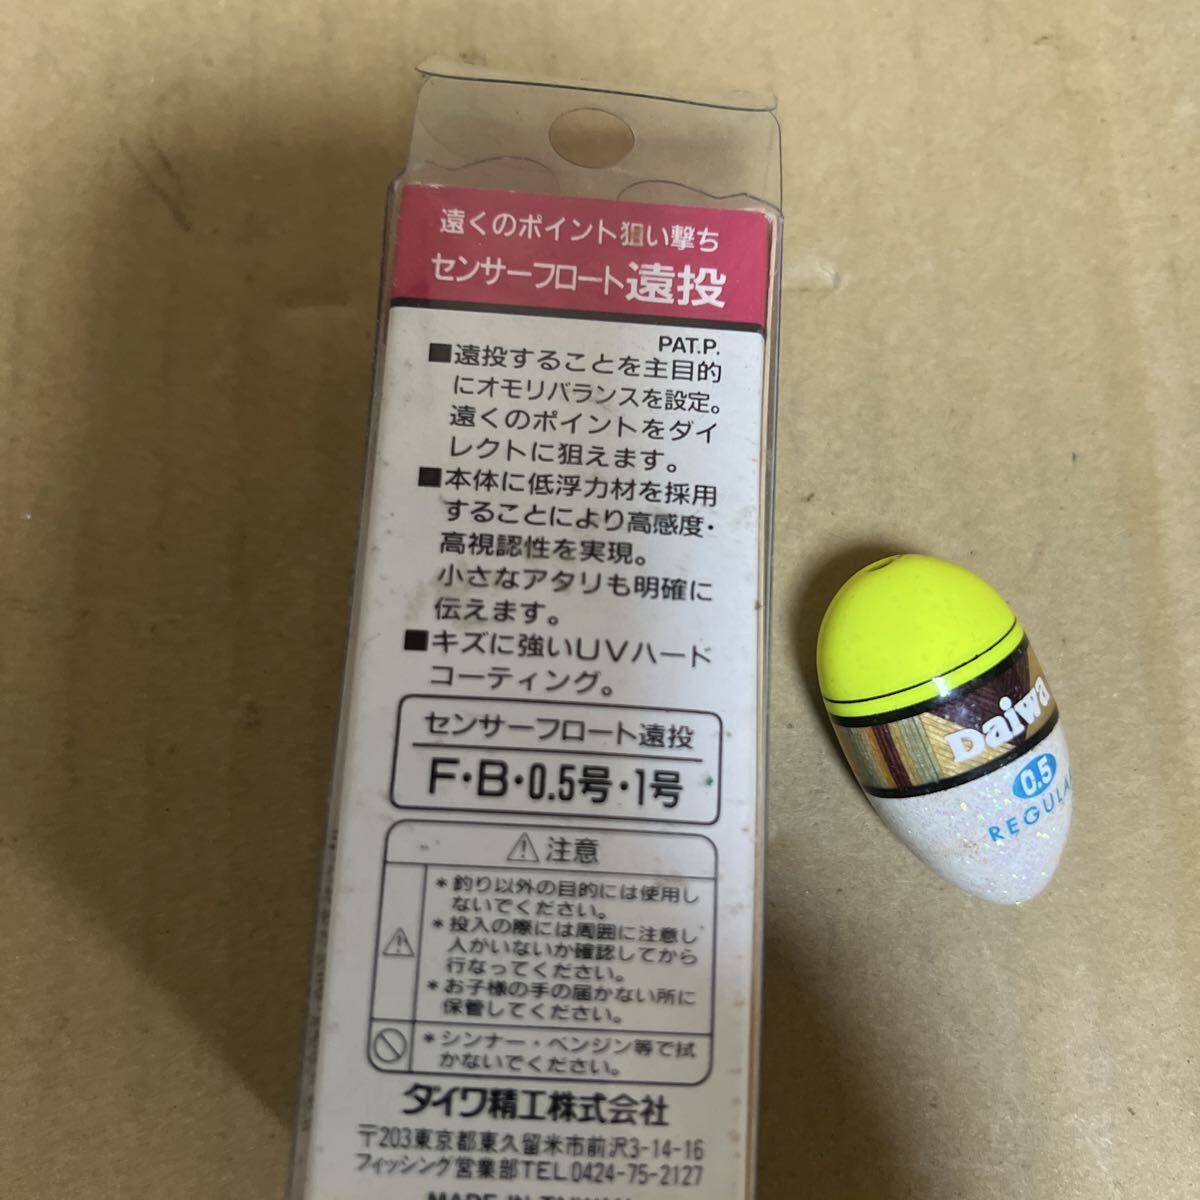 遠くのポイント狙い撃ち
センサーフロート遠投
PAT.P.
■遠投することを主目的
にオモリバランスを設定。
遠くのポイントをダイ
レクトに狙えます。
■本体に低浮力材を採用
することにより高感度・
高視認性を実現。
小さなアタリも明確に
伝えます。
■キズに強いUVハード
コーティング。
センサーフロート遠投
F・B・0.5号・1号
⚠注意
＊釣り以外の目的には使用し
ないでください。
＊投入の際には周囲に注意し
人がいないか確認してから
行なってください。
＊お子様の手の届かない所に
保管してください。
＊シンナー・ベンジン等で拭
かないでください。
ダイワ精工株式会社
〒203東京都東久留米市前沢3-14-16
フィッシング営業部TEL0424-75-2127
MADE IN TAIWAN
Daiwa
0.5
REGULA